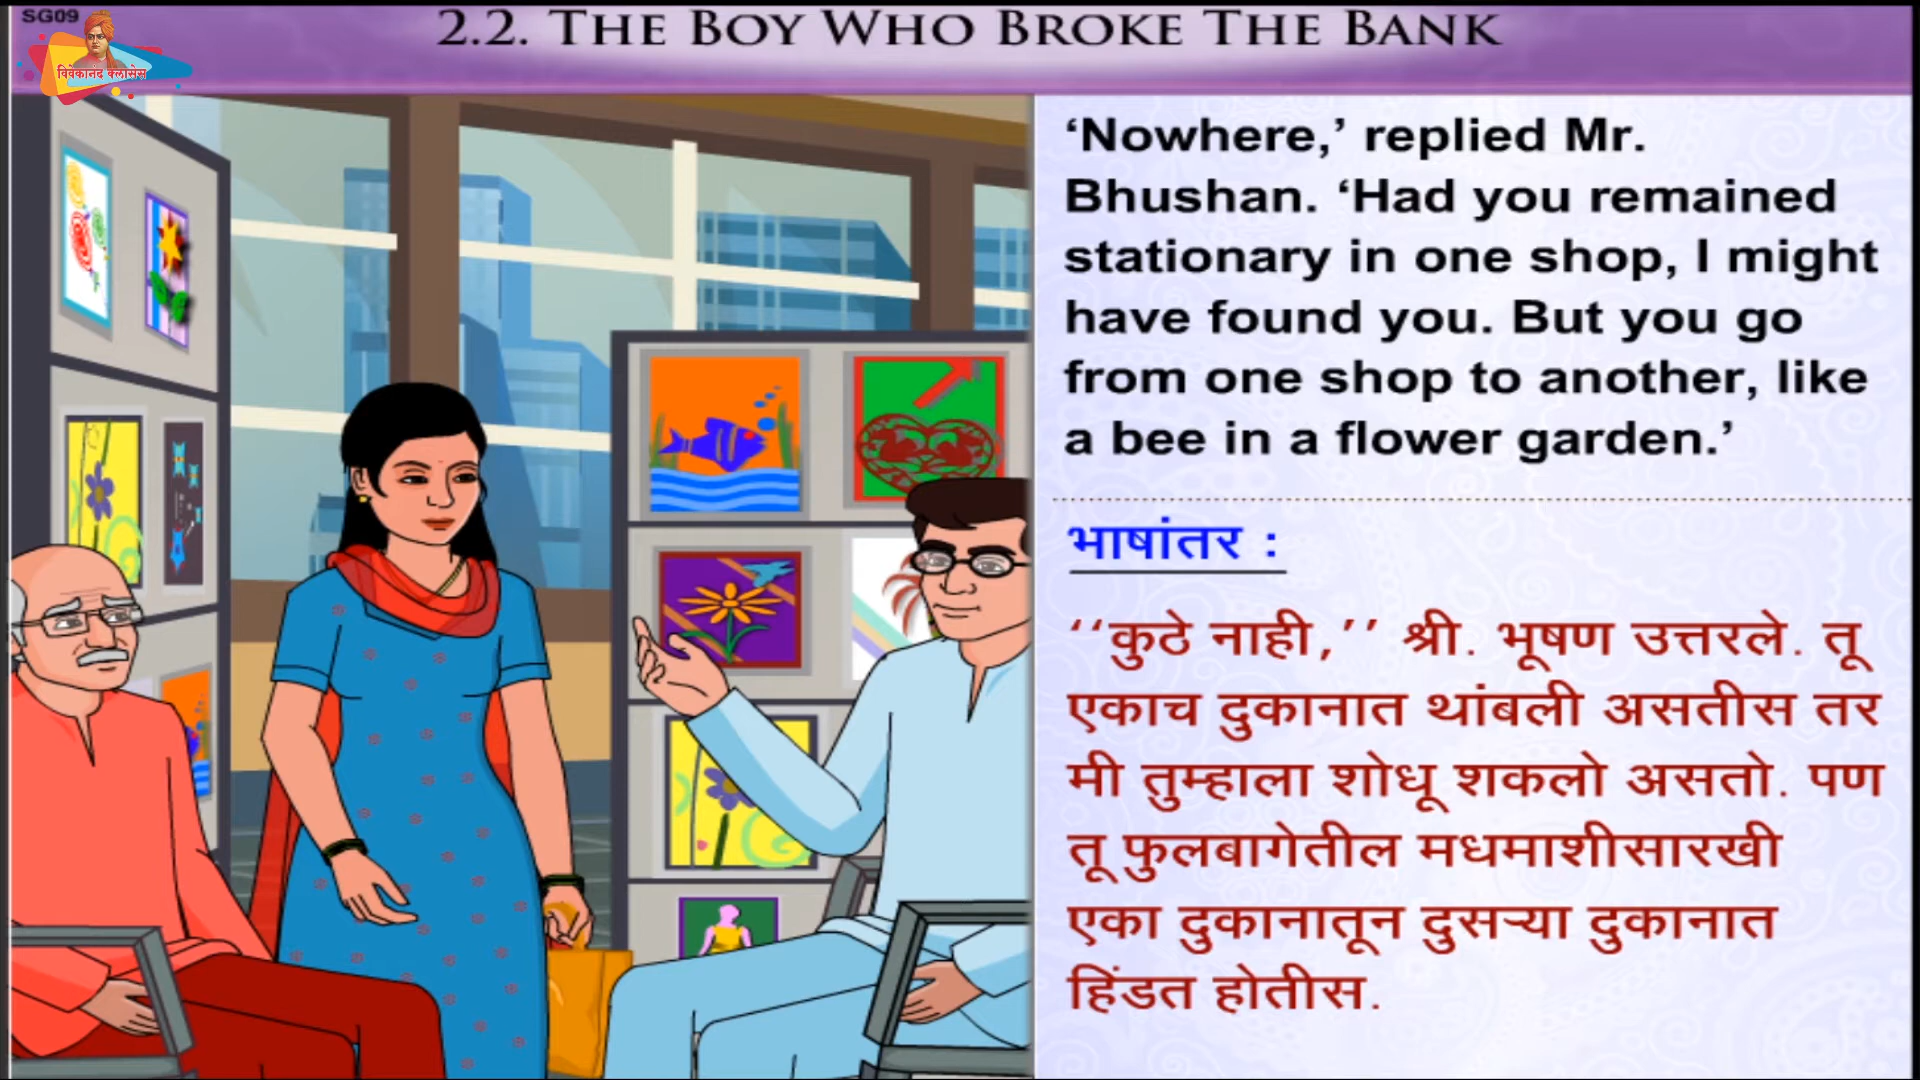 SG09
विवेकानंद क्लासेस
2.2. THE BOY WHO BROKE THE BANK
‘Nowhere,’ replied Mr.
Bhushan. ‘Had you remained
stationary in one shop, I might
have found you. But you go
from one shop to another, like
a bee in a flower garden.’
भाषांतर :
‘‘कुठे नाही,’’ श्री. भूषण उत्तरले. तू
एकाच दुकानात थांबली असतीस तर
मी तुम्हाला शोधू शकलो असतो. पण
तू फुलबागेतील मधमाशीसारखी
एका दुकानातून दुसऱ्या दुकानात
हिंडत होतीस.